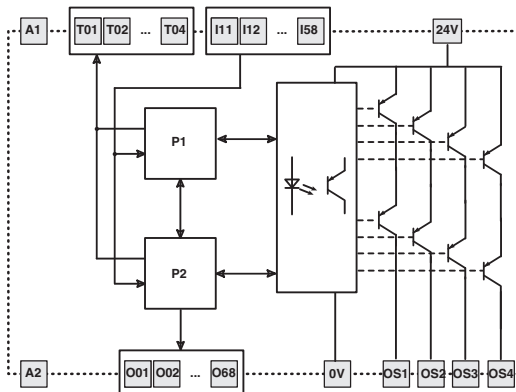 A1 T01 T02 ... T04 I11 I12 ... I58 24V
P1
P2
A2 O01 O02 ... O68 0V OS1 OS2 OS3 OS4